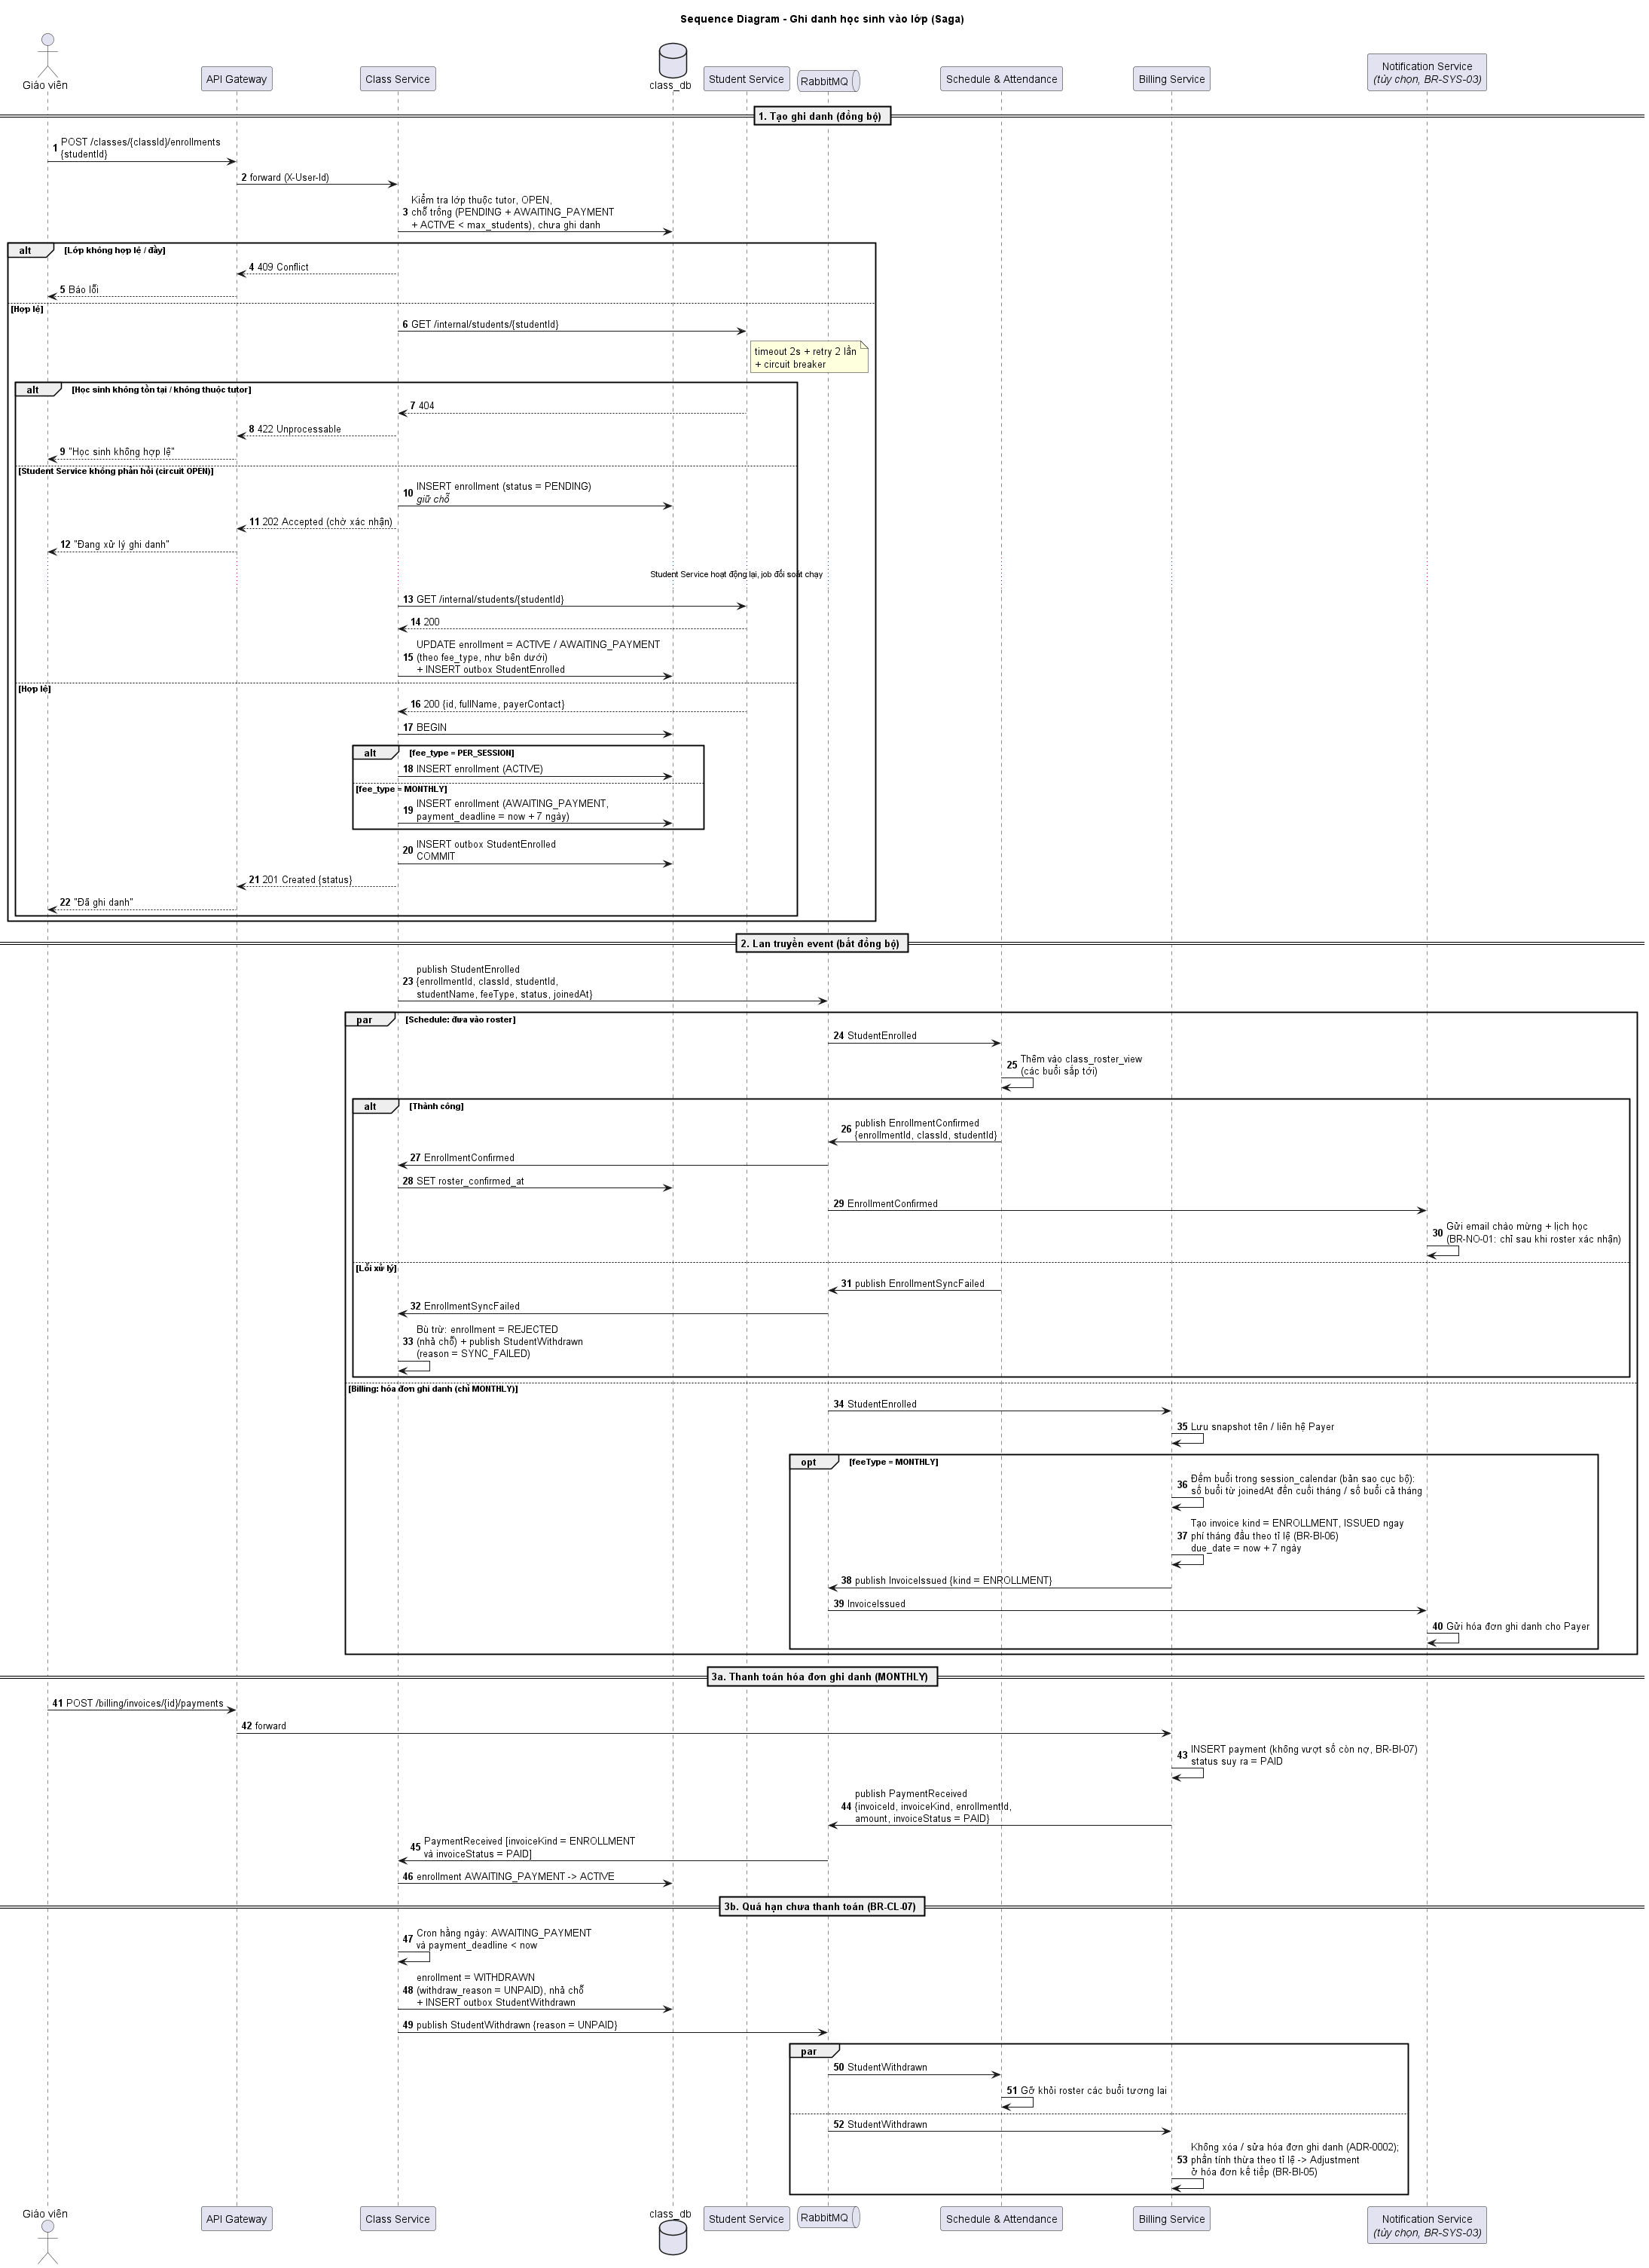 Sequence Diagram - Ghi danh học sinh vào lớp (Saga)
Giáo viên
API Gateway
Class Service
class_db
Student Service
RabbitMQ
Schedule & Attendance
Billing Service
Notification Service
(tùy chọn, BR-SYS-03)
1. Tạo ghi danh (đồng bộ)
1 POST /classes/{classId}/enrollments
{studentId}
2 forward (X-User-Id)
3 Kiểm tra lớp thuộc tutor, OPEN,
chỗ trống (PENDING + AWAITING_PAYMENT
+ ACTIVE < max_students), chưa ghi danh
alt [Lớp không hợp lệ / đầy]
4 409 Conflict
5 Báo lỗi
[Hợp lệ]
6 GET /internal/students/{studentId}
timeout 2s + retry 2 lần
+ circuit breaker
alt [Học sinh không tồn tại / không thuộc tutor]
7 404
8 422 Unprocessable
9 "Học sinh không hợp lệ"
[Student Service không phản hồi (circuit OPEN)]
10 INSERT enrollment (status = PENDING)
giữ chỗ
11 202 Accepted (chờ xác nhận)
12 "Đang xử lý ghi danh"
Student Service hoạt động lại, job đối soát chạy
13 GET /internal/students/{studentId}
14 200
15 UPDATE enrollment = ACTIVE / AWAITING_PAYMENT
(theo fee_type, như bên dưới)
+ INSERT outbox StudentEnrolled
[Hợp lệ]
16 200 {id, fullName, payerContact}
17 BEGIN
alt [fee_type = PER_SESSION]
18 INSERT enrollment (ACTIVE)
[fee_type = MONTHLY]
19 INSERT enrollment (AWAITING_PAYMENT,
payment_deadline = now + 7 ngày)
20 INSERT outbox StudentEnrolled
COMMIT
21 201 Created {status}
22 "Đã ghi danh"
2. Lan truyền event (bất đồng bộ)
23 publish StudentEnrolled
{enrollmentId, classId, studentId,
studentName, feeType, status, joinedAt}
par [Schedule: đưa vào roster]
24 StudentEnrolled
25 Thêm vào class_roster_view
(các buổi sắp tới)
alt [Thành công]
26 publish EnrollmentConfirmed
{enrollmentId, classId, studentId}
27 EnrollmentConfirmed
28 SET roster_confirmed_at
29 EnrollmentConfirmed
30 Gửi email chào mừng + lịch học
(BR-NO-01: chỉ sau khi roster xác nhận)
[Lỗi xử lý]
31 publish EnrollmentSyncFailed
32 EnrollmentSyncFailed
33 Bù trừ: enrollment = REJECTED
(nhả chỗ) + publish StudentWithdrawn
(reason = SYNC_FAILED)
[Billing: hóa đơn ghi danh (chỉ MONTHLY)]
34 StudentEnrolled
35 Lưu snapshot tên / liên hệ Payer
opt [feeType = MONTHLY]
36 Đếm buổi trong session_calendar (bản sao cục bộ):
số buổi từ joinedAt đến cuối tháng / số buổi cả tháng
37 Tạo invoice kind = ENROLLMENT, ISSUED ngay
phí tháng đầu theo tỉ lệ (BR-BI-06)
due_date = now + 7 ngày
38 publish InvoiceIssued {kind = ENROLLMENT}
39 InvoiceIssued
40 Gửi hóa đơn ghi danh cho Payer
3a. Thanh toán hóa đơn ghi danh (MONTHLY)
41 POST /billing/invoices/{id}/payments
42 forward
43 INSERT payment (không vượt số còn nợ, BR-BI-07)
status suy ra = PAID
44 publish PaymentReceived
{invoiceId, invoiceKind, enrollmentId,
amount, invoiceStatus = PAID}
45 PaymentReceived [invoiceKind = ENROLLMENT
và invoiceStatus = PAID]
46 enrollment AWAITING_PAYMENT -> ACTIVE
3b. Quá hạn chưa thanh toán (BR-CL-07)
47 Cron hằng ngày: AWAITING_PAYMENT
và payment_deadline < now
48 enrollment = WITHDRAWN
(withdraw_reason = UNPAID), nhả chỗ
+ INSERT outbox StudentWithdrawn
49 publish StudentWithdrawn {reason = UNPAID}
par
50 StudentWithdrawn
51 Gỡ khỏi roster các buổi tương lai
52 StudentWithdrawn
53 Không xóa / sửa hóa đơn ghi danh (ADR-0002);
phần tính thừa theo tỉ lệ -> Adjustment
ở hóa đơn kế tiếp (BR-BI-05)
Giáo viên
API Gateway
Class Service
class_db
Student Service
RabbitMQ
Schedule & Attendance
Billing Service
Notification Service
(tùy chọn, BR-SYS-03)